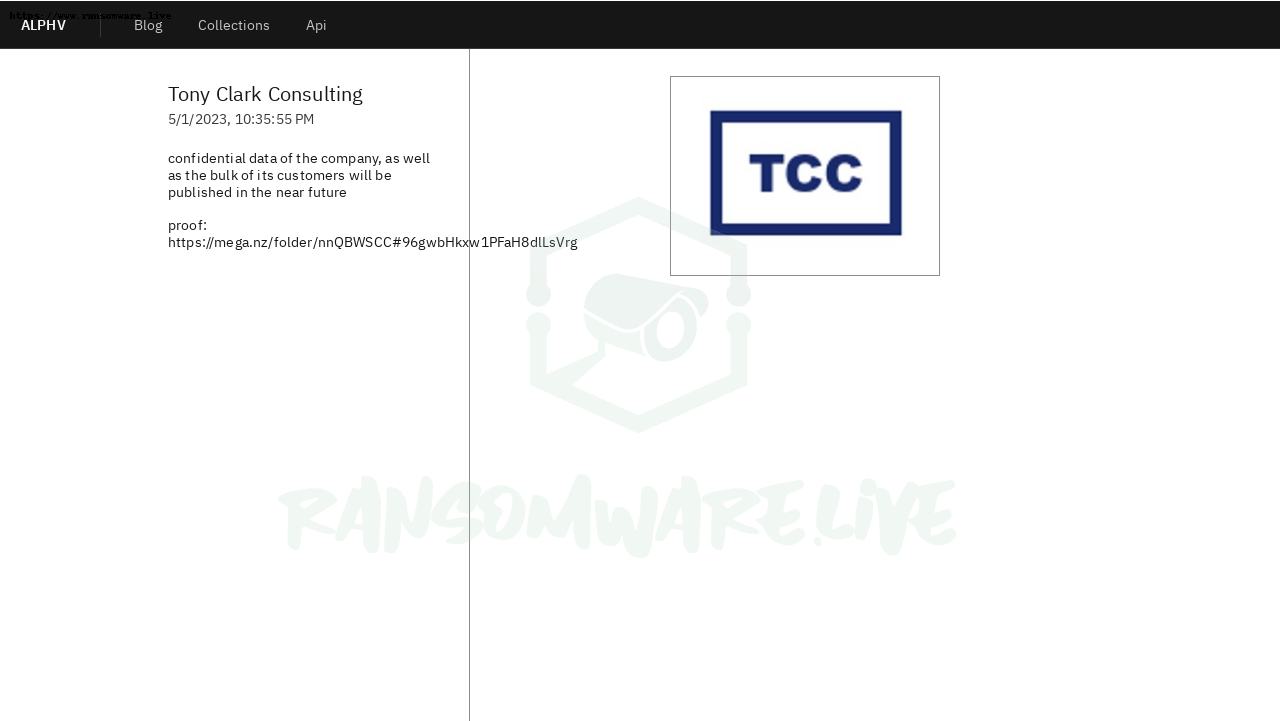 https://www.ransomware.live
ALPHV
Blog
Collections
Api
Tony Clark Consulting
5/1/2023, 10:35:55 PM
confidential data of the company, as well
as the bulk of its customers will be
published in the near future
proof:
https://mega.nz/folder/nnQBWSCC#96gwbHkxw1PFaH8dlLsVrg
TCC
RANSOMWARE.LIVE